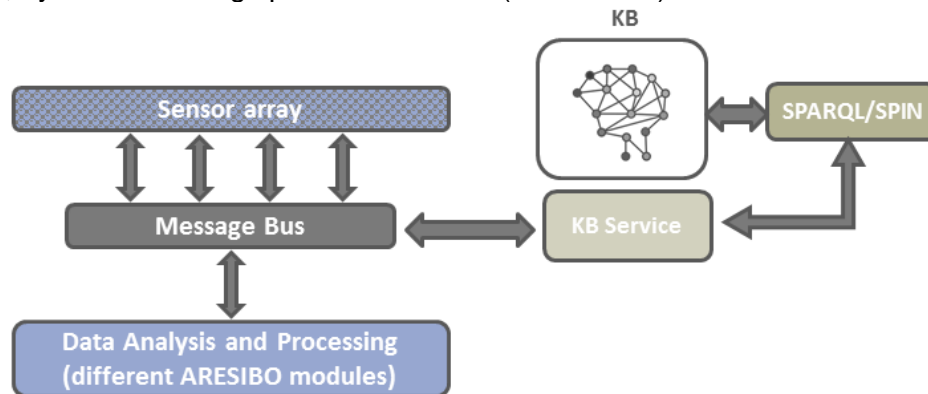 KB
Sensor array
SPARQL/SPIN
Message Bus
KB Service
Data Analysis and Processing
(different ARESIBO modules)